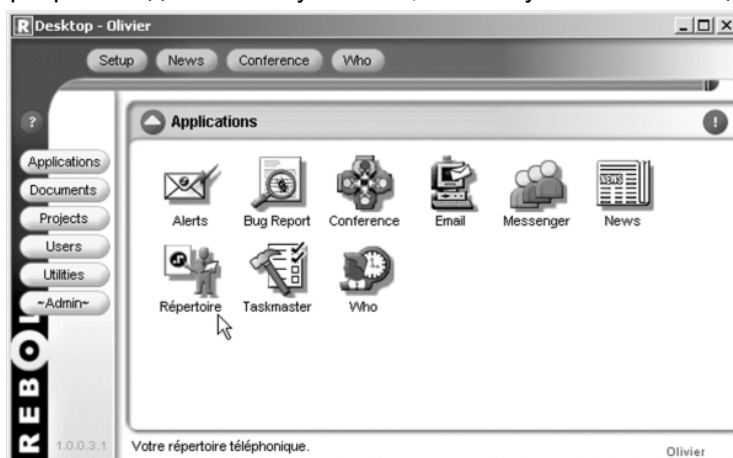 R Desktop - Olivier
Setup News Conference Who
?
Applications
!
Applications
Documents
Projects
Users
Utilities
~Admin~
NEWS
Alerts Bug Report Conference Email Messenger News
Répertoire Taskmaster Who
REBOL
1.0.0.3.1
Votre répertoire téléphonique.
Olivier